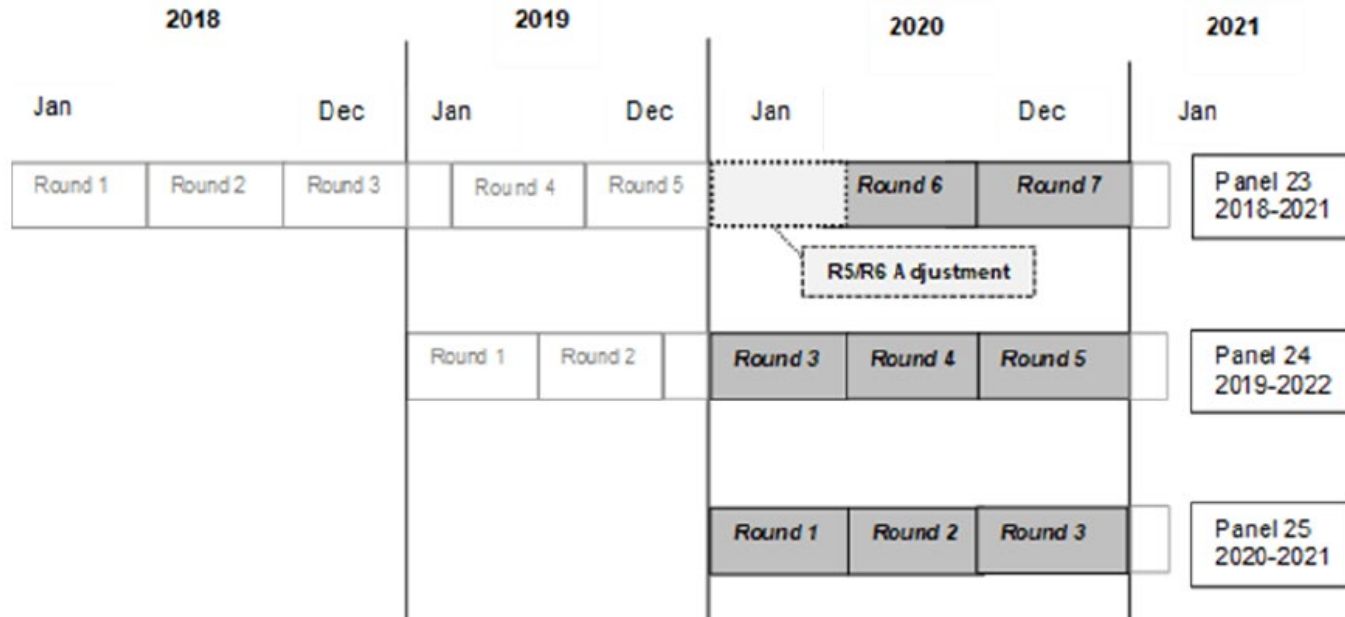 2018 2019 2020 2021
Jan Dec Jan Dec Jan Dec Jan
Round 1 Round 2 Round 3 Round 4 Round 5 Round 6 Round 7 Panel 23
2018-2021
R5/R6 Adjustment
Round 1 Round 2 Round 3 Round 4 Round 5 Panel 24
2019-2022
Round 1 Round 2 Round 3 Panel 25
2020-2021